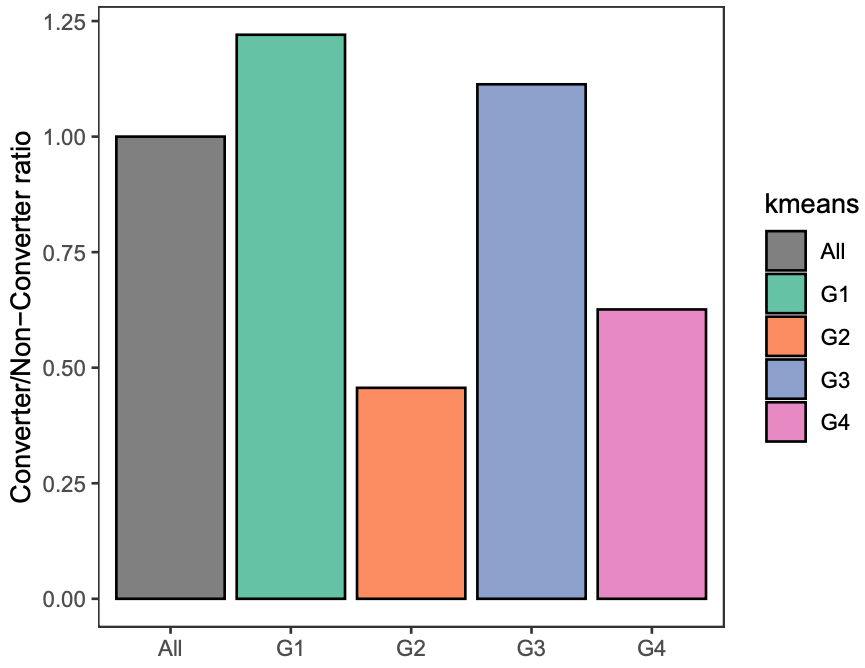 Converter/Non−Converter ratio
1.25
1.00
0.75
0.50
0.25
0.00
All G1 G2 G3 G4
kmeans
All
G1
G2
G3
G4